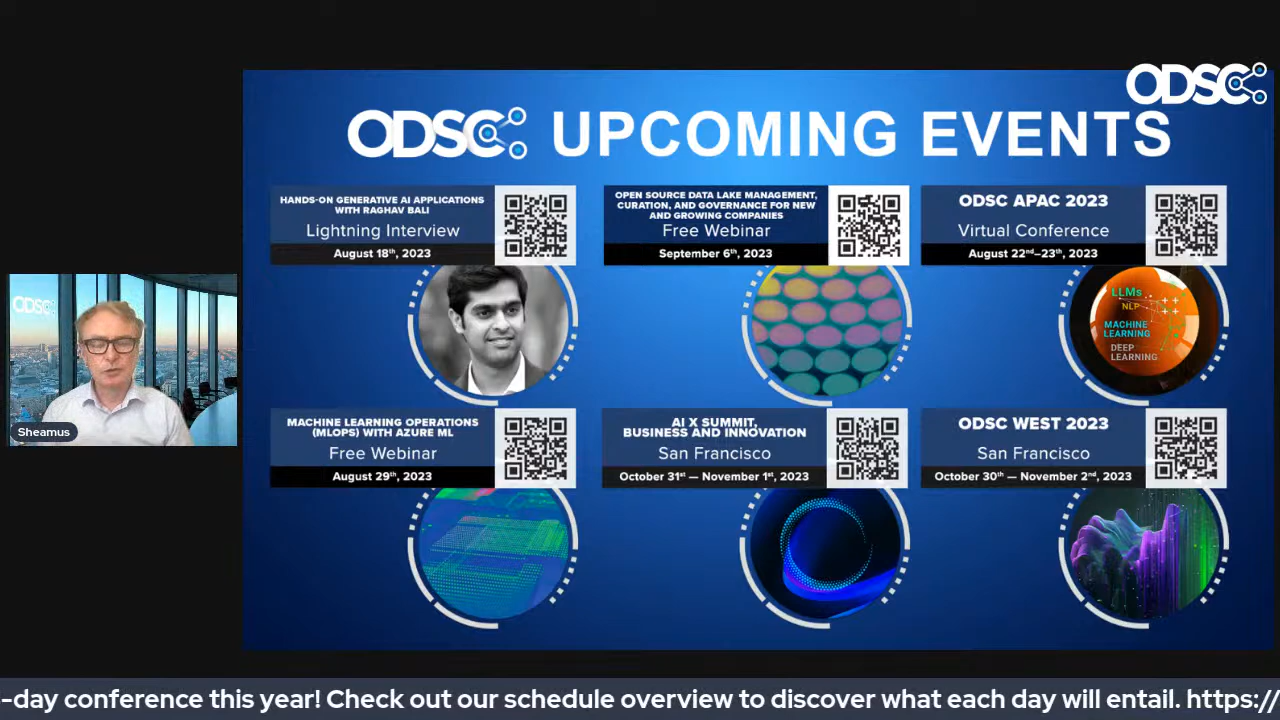 ODSC
ODSC UPCOMING EVENTS
HANDS-ON GENERATIVE AI APPLICATIONS
WITH RAGHAV BALI
Lightning Interview
August 18th, 2023
OPEN SOURCE DATA LAKE MANAGEMENT,
CURATION, AND GOVERNANCE FOR NEW
AND GROWING COMPANIES
Free Webinar
September 6th, 2023
ODSC APAC 2023
Virtual Conference
August 22nd–23th, 2023
LLMs
NLP
MACHINE
LEARNING
DEEP
LEARNING
ODSC
Sheamus
MACHINE LEARNING OPERATIONS
(MLOPS) WITH AZURE ML
Free Webinar
August 29th, 2023
AI X SUMMIT,
BUSINESS AND INNOVATION
San Francisco
October 31st — November 1st, 2023
ODSC WEST 2023
San Francisco
October 30th — November 2nd, 2023
-day conference this year! Check out our schedule overview to discover what each day will entail. https://